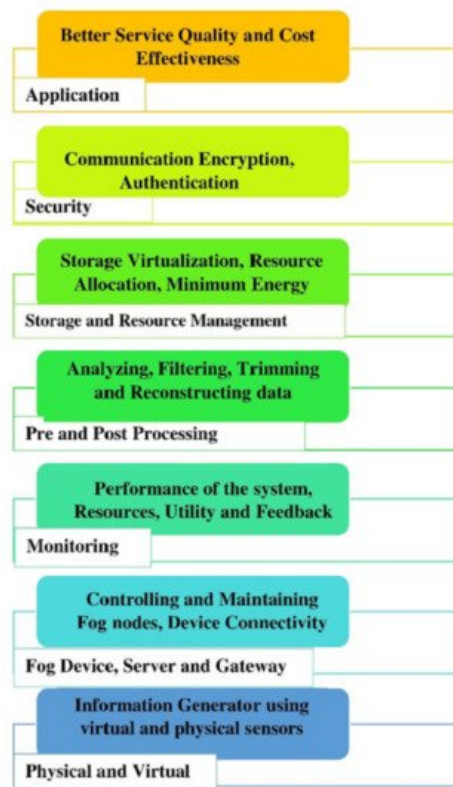 Better Service Quality and Cost
Effectiveness
Application
Communication Encryption,
Authentication
Security
Storage Virtualization, Resource
Allocation, Minimum Energy
Storage and Resource Management
Analyzing, Filtering, Trimming
and Reconstructing data
Pre and Post Processing
Performance of the system,
Resources, Utility and Feedback
Monitoring
Controlling and Maintaining
Fog nodes, Device Connectivity
Fog Device, Server and Gateway
Information Generator using
virtual and physical sensors
Physical and Virtual